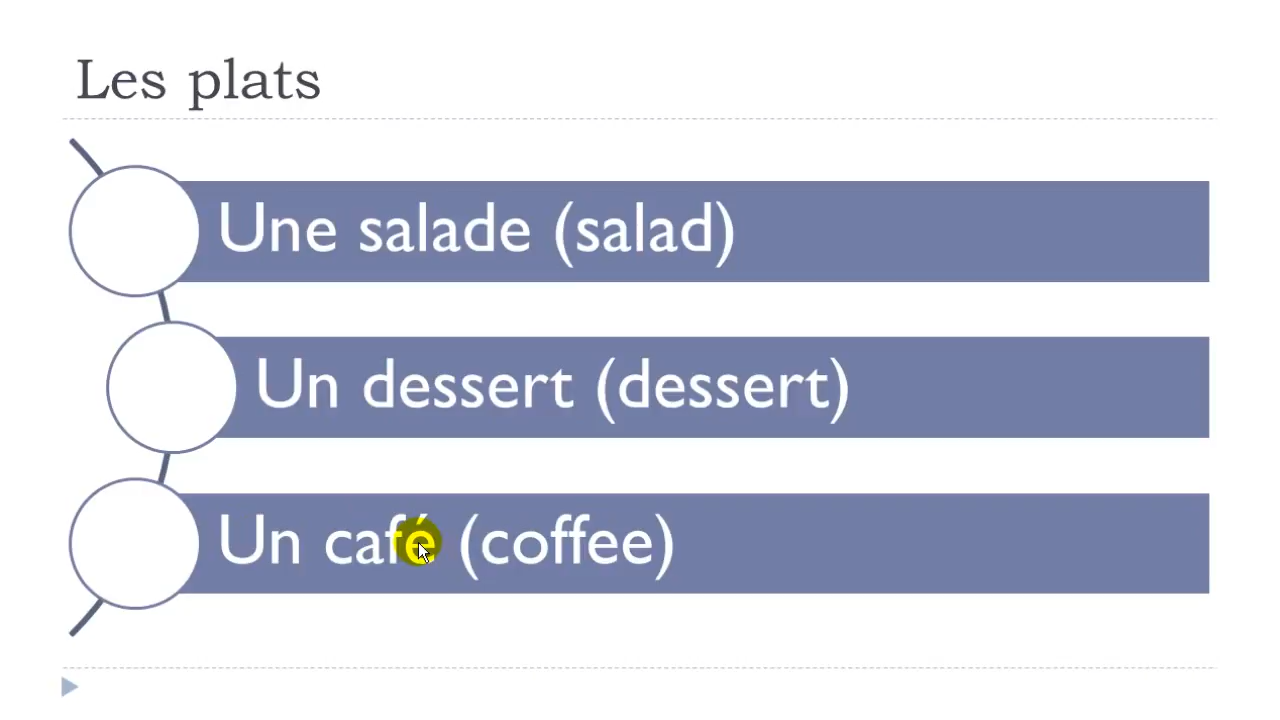 Les plats
Une salade (salad)
Un dessert (dessert)
Un café (coffee)